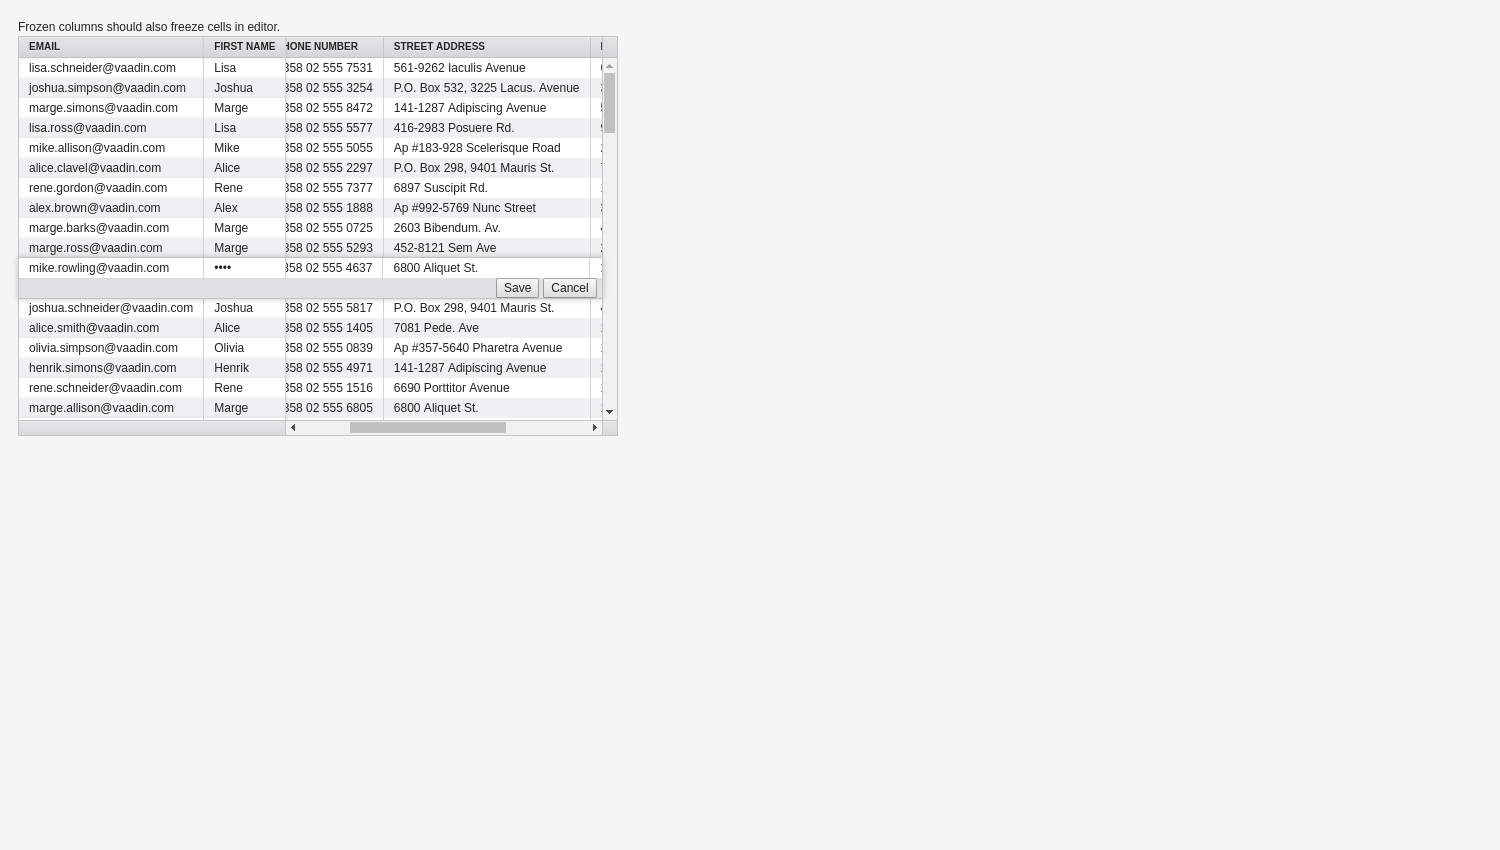 Frozen columns should also freeze cells in editor.
EMAIL FIRST NAME HONE NUMBER STREET ADDRESS
lisa.schneider@vaadin.com Lisa 358 02 555 7531 561-9262 Iaculis Avenue
joshua.simpson@vaadin.com Joshua 358 02 555 3254 P.O. Box 532, 3225 Lacus. Avenue
marge.simons@vaadin.com Marge 358 02 555 8472 141-1287 Adipiscing Avenue
lisa.ross@vaadin.com Lisa 358 02 555 5577 416-2983 Posuere Rd.
mike.allison@vaadin.com Mike 358 02 555 5055 Ap #183-928 Scelerisque Road
alice.clavel@vaadin.com Alice 358 02 555 2297 P.O. Box 298, 9401 Mauris St.
rene.gordon@vaadin.com Rene 358 02 555 7377 6897 Suscipit Rd.
alex.brown@vaadin.com Alex 358 02 555 1888 Ap #992-5769 Nunc Street
marge.barks@vaadin.com Marge 358 02 555 0725 2603 Bibendum. Av.
marge.ross@vaadin.com Marge 358 02 555 5293 452-8121 Sem Ave
mike.rowling@vaadin.com •••• 358 02 555 4637 6800 Aliquet St.
Save Cancel
joshua.schneider@vaadin.com Joshua 358 02 555 5817 P.O. Box 298, 9401 Mauris St.
alice.smith@vaadin.com Alice 358 02 555 1405 7081 Pede. Ave
olivia.simpson@vaadin.com Olivia 358 02 555 0839 Ap #357-5640 Pharetra Avenue
henrik.simons@vaadin.com Henrik 358 02 555 4971 141-1287 Adipiscing Avenue
rene.schneider@vaadin.com Rene 358 02 555 1516 6690 Porttitor Avenue
marge.allison@vaadin.com Marge 358 02 555 6805 6800 Aliquet St.